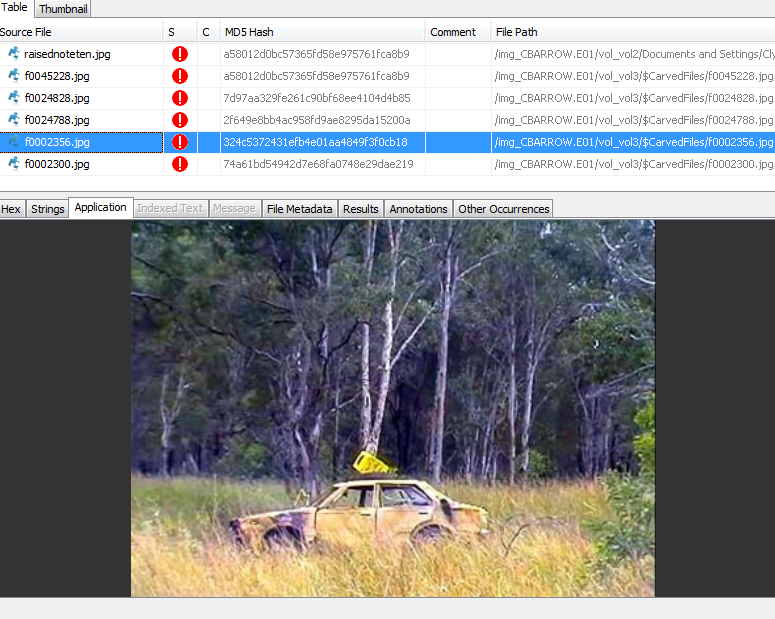 Table Thumbnail
Source File S C MD5 Hash Comment File Path
raisednoteten.jpg a58012d0bc57365fd58e975761fca8b9 /img_CBARROW.E01/vol_vol2/Documents and Settings/Cly
f0045228.jpg a58012d0bc57365fd58e975761fca8b9 /img_CBARROW.E01/vol_vol3/$CarvedFiles/f0045228.jpg
f0024828.jpg 7d97aa329fe261c90bf68ee4104d4b85 /img_CBARROW.E01/vol_vol3/$CarvedFiles/f0024828.jpg
f0024788.jpg 2f649e8bb4ac958fd9ae8295da15200a /img_CBARROW.E01/vol_vol3/$CarvedFiles/f0024788.jpg
f0002356.jpg 324c5372431efb4e01aa4849f3f0cb18 /img_CBARROW.E01/vol_vol3/$CarvedFiles/f0002356.jpg
f0002300.jpg 74a61bd54942d7e68fa0748e29dae219 /img_CBARROW.E01/vol_vol3/$CarvedFiles/f0002300.jpg
Hex Strings Application Indexed Text Message File Metadata Results Annotations Other Occurrences